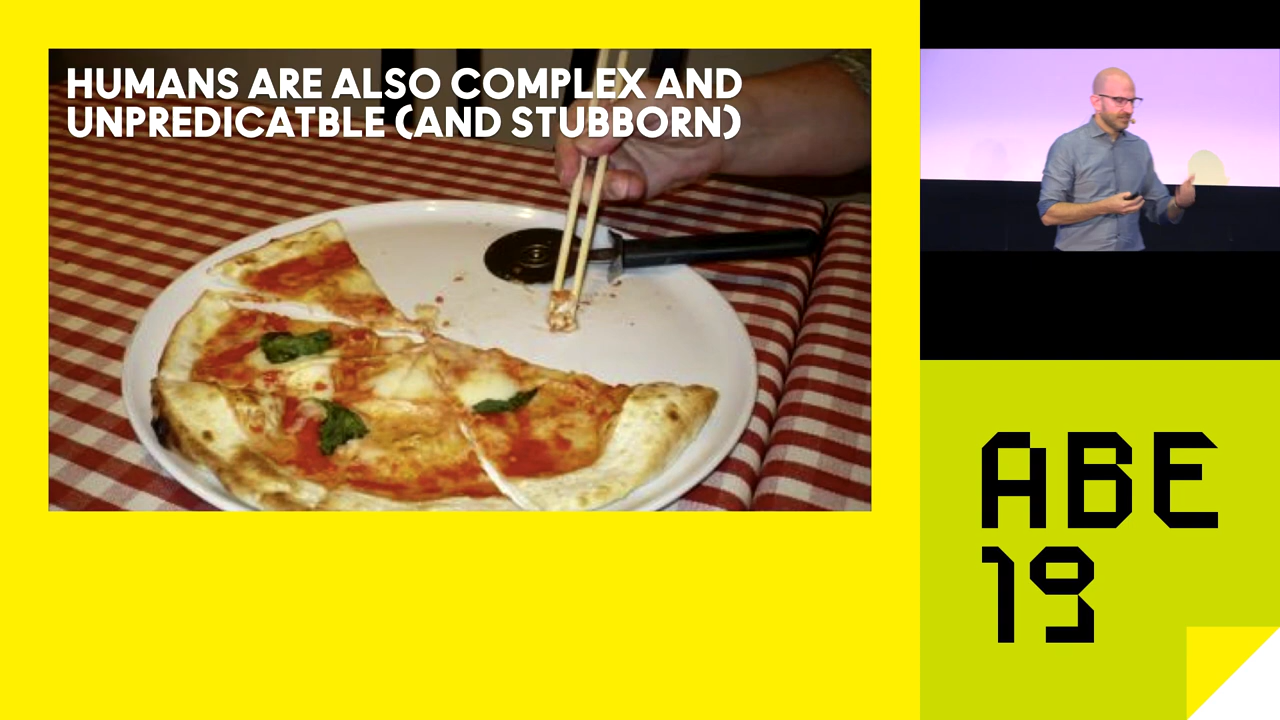 HUMANS ARE ALSO COMPLEX AND
UNPREDICATBLE (AND STUBBORN)
ABE
19